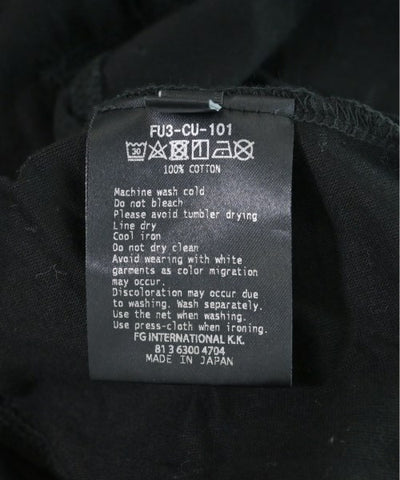 FU3-CU-101
30
100% COTTON
Machine wash cold
Do not bleach
Please avoid tumbler drying
Line dry
Cool iron
Do not dry clean
Avoid wearing with white
garments as color migration
may occur.
Discoloration may occur due
to washing. Wash separately.
Use the net when washing.
Use press-cloth when ironing.
FG INTERNATIONAL K.K.
81 3 6300 4704
MADE IN JAPAN